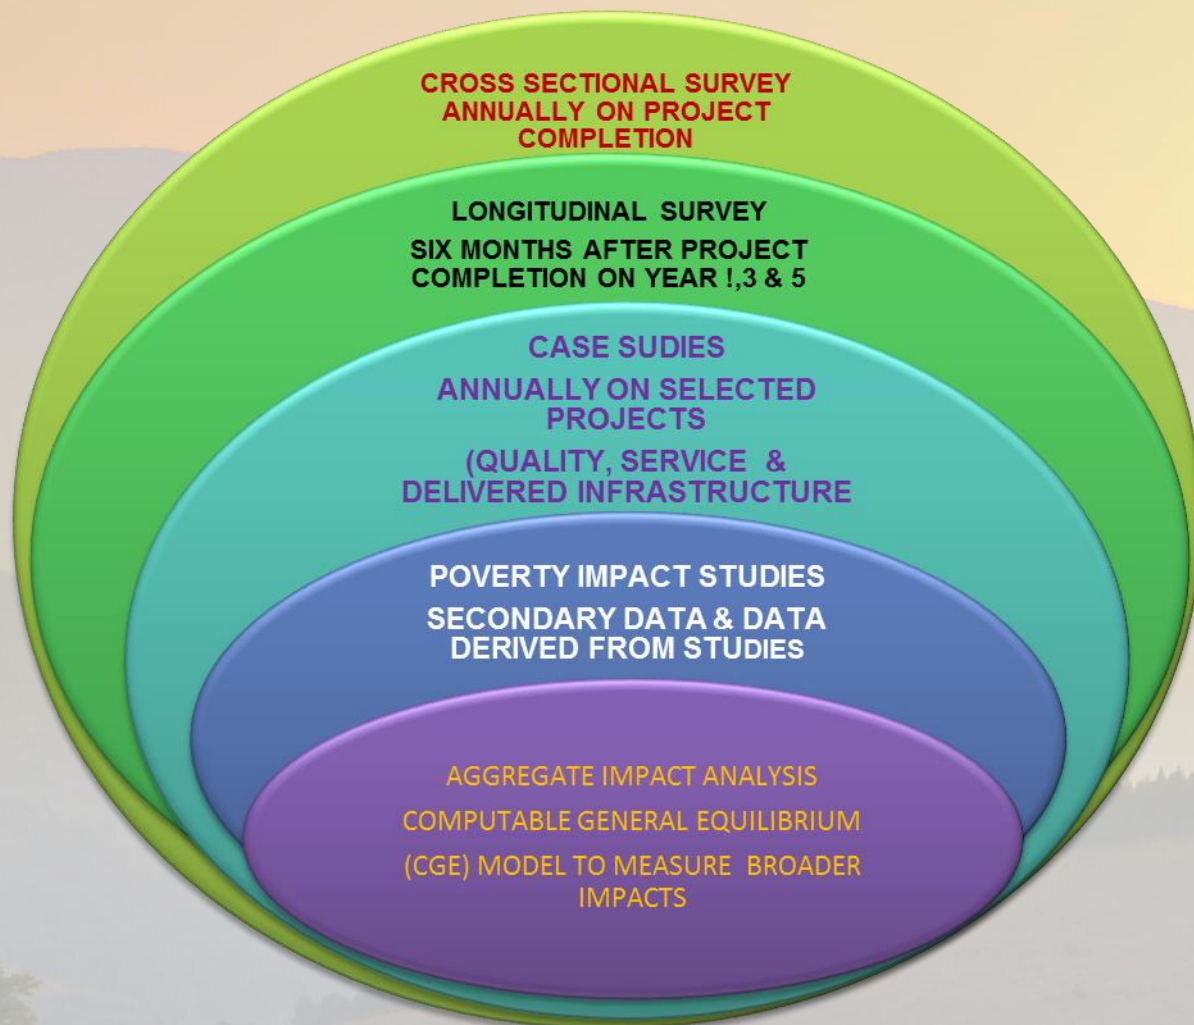 CROSS SECTIONAL SURVEY
ANNUALLY ON PROJECT
COMPLETION
LONGITUDINAL SURVEY
SIX MONTHS AFTER PROJECT
COMPLETION ON YEAR !,3 & 5
CASE SUDIES
ANNUALLY ON SELECTED
PROJECTS
(QUALITY, SERVICE &
DELIVERED INFRASTRUCTURE
POVERTY IMPACT STUDIES
SECONDARY DATA & DATA
DERIVED FROM STUDIES
AGGREGATE IMPACT ANALYSIS
COMPUTABLE GENERAL EQUILIBRIUM
(CGE) MODEL TO MEASURE BROADER
IMPACTS